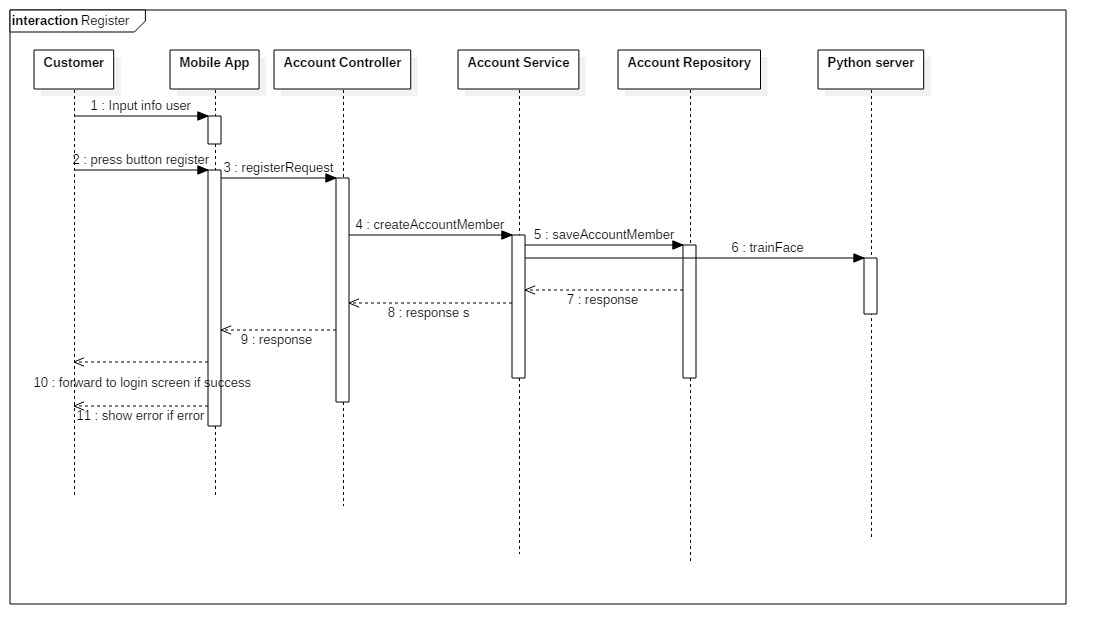 interaction Register
Customer
Mobile App
Account Controller
Account Service
Account Repository
Python server
1 : Input info user
2 : press button register
3 : registerRequest
4 : createAccountMember
5 : saveAccountMember
6 : trainFace
7 : response
8 : response s
9 : response
10 : forward to login screen if success
11 : show error if error